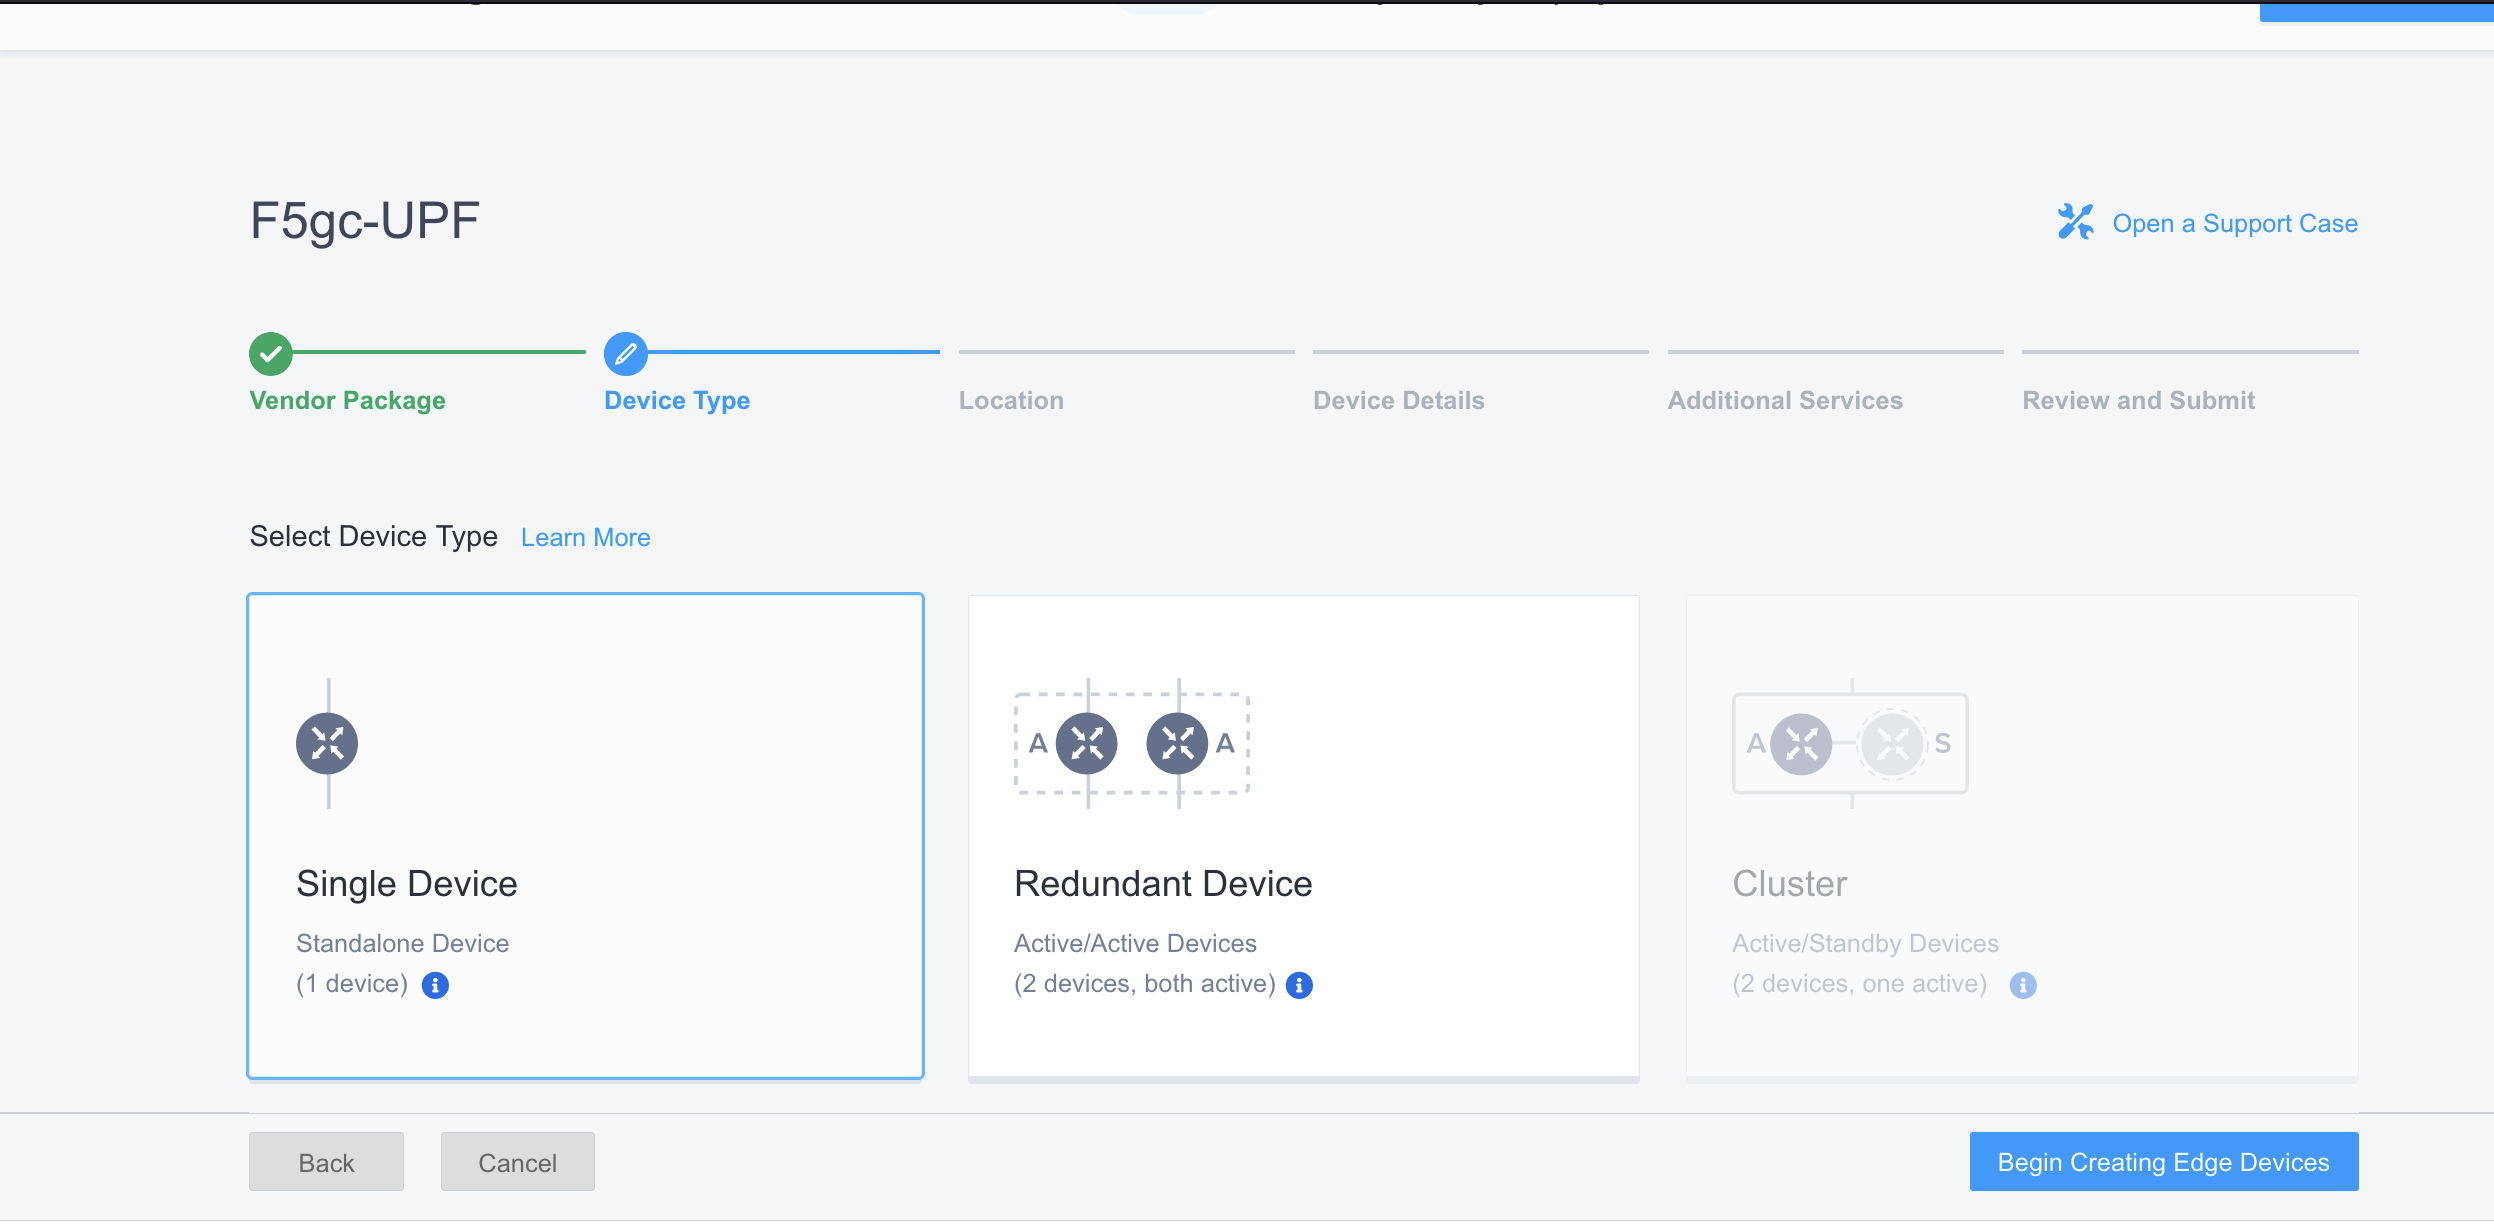 F5gc-UPF
Open a Support Case
Vendor Package
Device Type
Location
Device Details
Additional Services
Review and Submit
Select Device Type Learn More
A A
A S
Single Device
Standalone Device
(1 device)
Redundant Device
Active/Active Devices
(2 devices, both active)
Cluster
Active/Standby Devices
(2 devices, one active)
Back
Cancel
Begin Creating Edge Devices